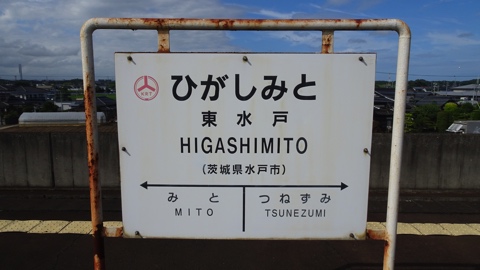 KRT
ひがしみと
東水戸
HIGASHIMITO
(茨城県水戸市)
みと つねずみ
MITO TSUNEZUMI